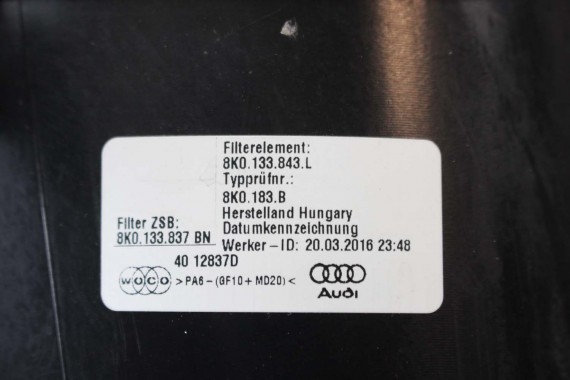 Filterelement:
8K0.133.843.L
Typprüfnr.:
8K0.183.B
Herstelland Hungary
Filter ZSB:
Datumkennzeichnung
8K0.133.837 BN
Werker-ID: 20.03.2016 23:48
40 12837D
WOCO
>PA6-(GF10+MD20)<
Audi